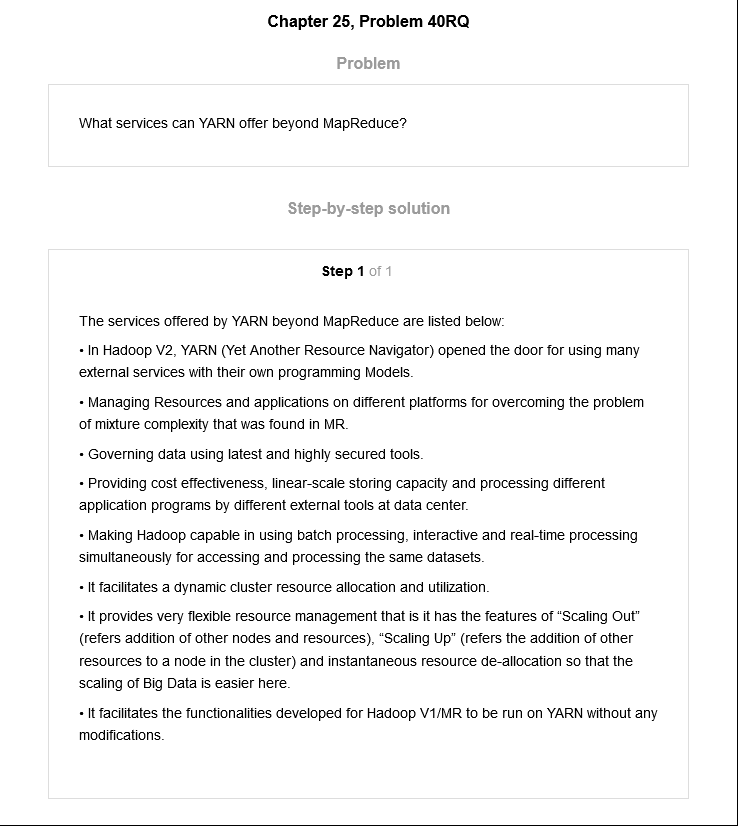 Chapter 25, Problem 40RQ
Problem
What services can YARN offer beyond MapReduce?
Step-by-step solution
Step 1 of 1
The services offered by YARN beyond MapReduce are listed below:
• In Hadoop V2, YARN (Yet Another Resource Navigator) opened the door for using many
external services with their own programming Models.
• Managing Resources and applications on different platforms for overcoming the problem
of mixture complexity that was found in MR.
• Governing data using latest and highly secured tools.
• Providing cost effectiveness, linear-scale storing capacity and processing different
application programs by different external tools at data center.
• Making Hadoop capable in using batch processing, interactive and real-time processing
simultaneously for accessing and processing the same datasets.
• It facilitates a dynamic cluster resource allocation and utilization.
• It provides very flexible resource management that is it has the features of “Scaling Out”
(refers addition of other nodes and resources), “Scaling Up” (refers the addition of other
resources to a node in the cluster) and instantaneous resource de-allocation so that the
scaling of Big Data is easier here.
• It facilitates the functionalities developed for Hadoop V1/MR to be run on YARN without any
modifications.